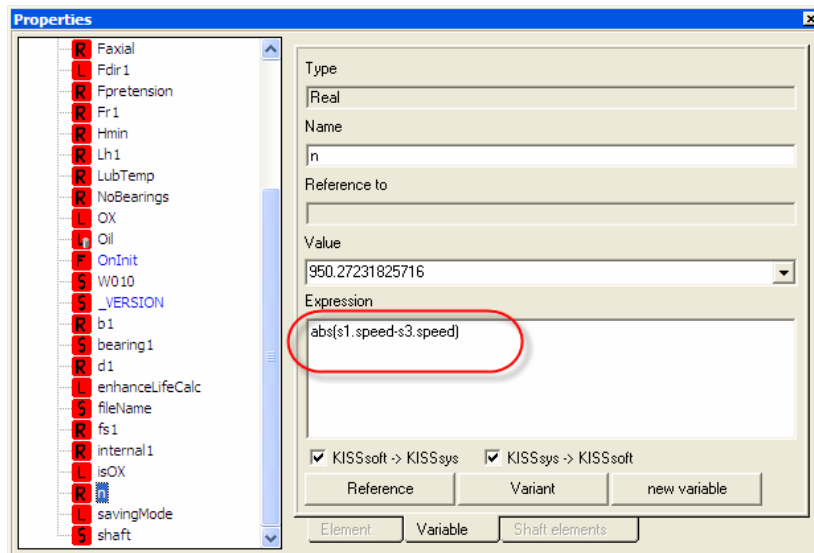 Properties
R Faxial
L Fdir1
R Fpretension
R Fr1
R Hmin
R Lh1
R LubTemp
R NoBearings
L OX
L Oil
F OnInit
S W010
S _VERSION
R b1
S bearing1
R d1
L enhanceLifeCalc
S fileName
R fs1
R internal1
L isOX
R n
L savingMode
S shaft
Type
Real
Name
n
Reference to
Value
950.27231825716
Expression
abs(s1.speed-s3.speed)
KISSsoft -> KISSsys KISSsys -> KISSsoft
Reference Variant new variable
Element Variable Shaft elements